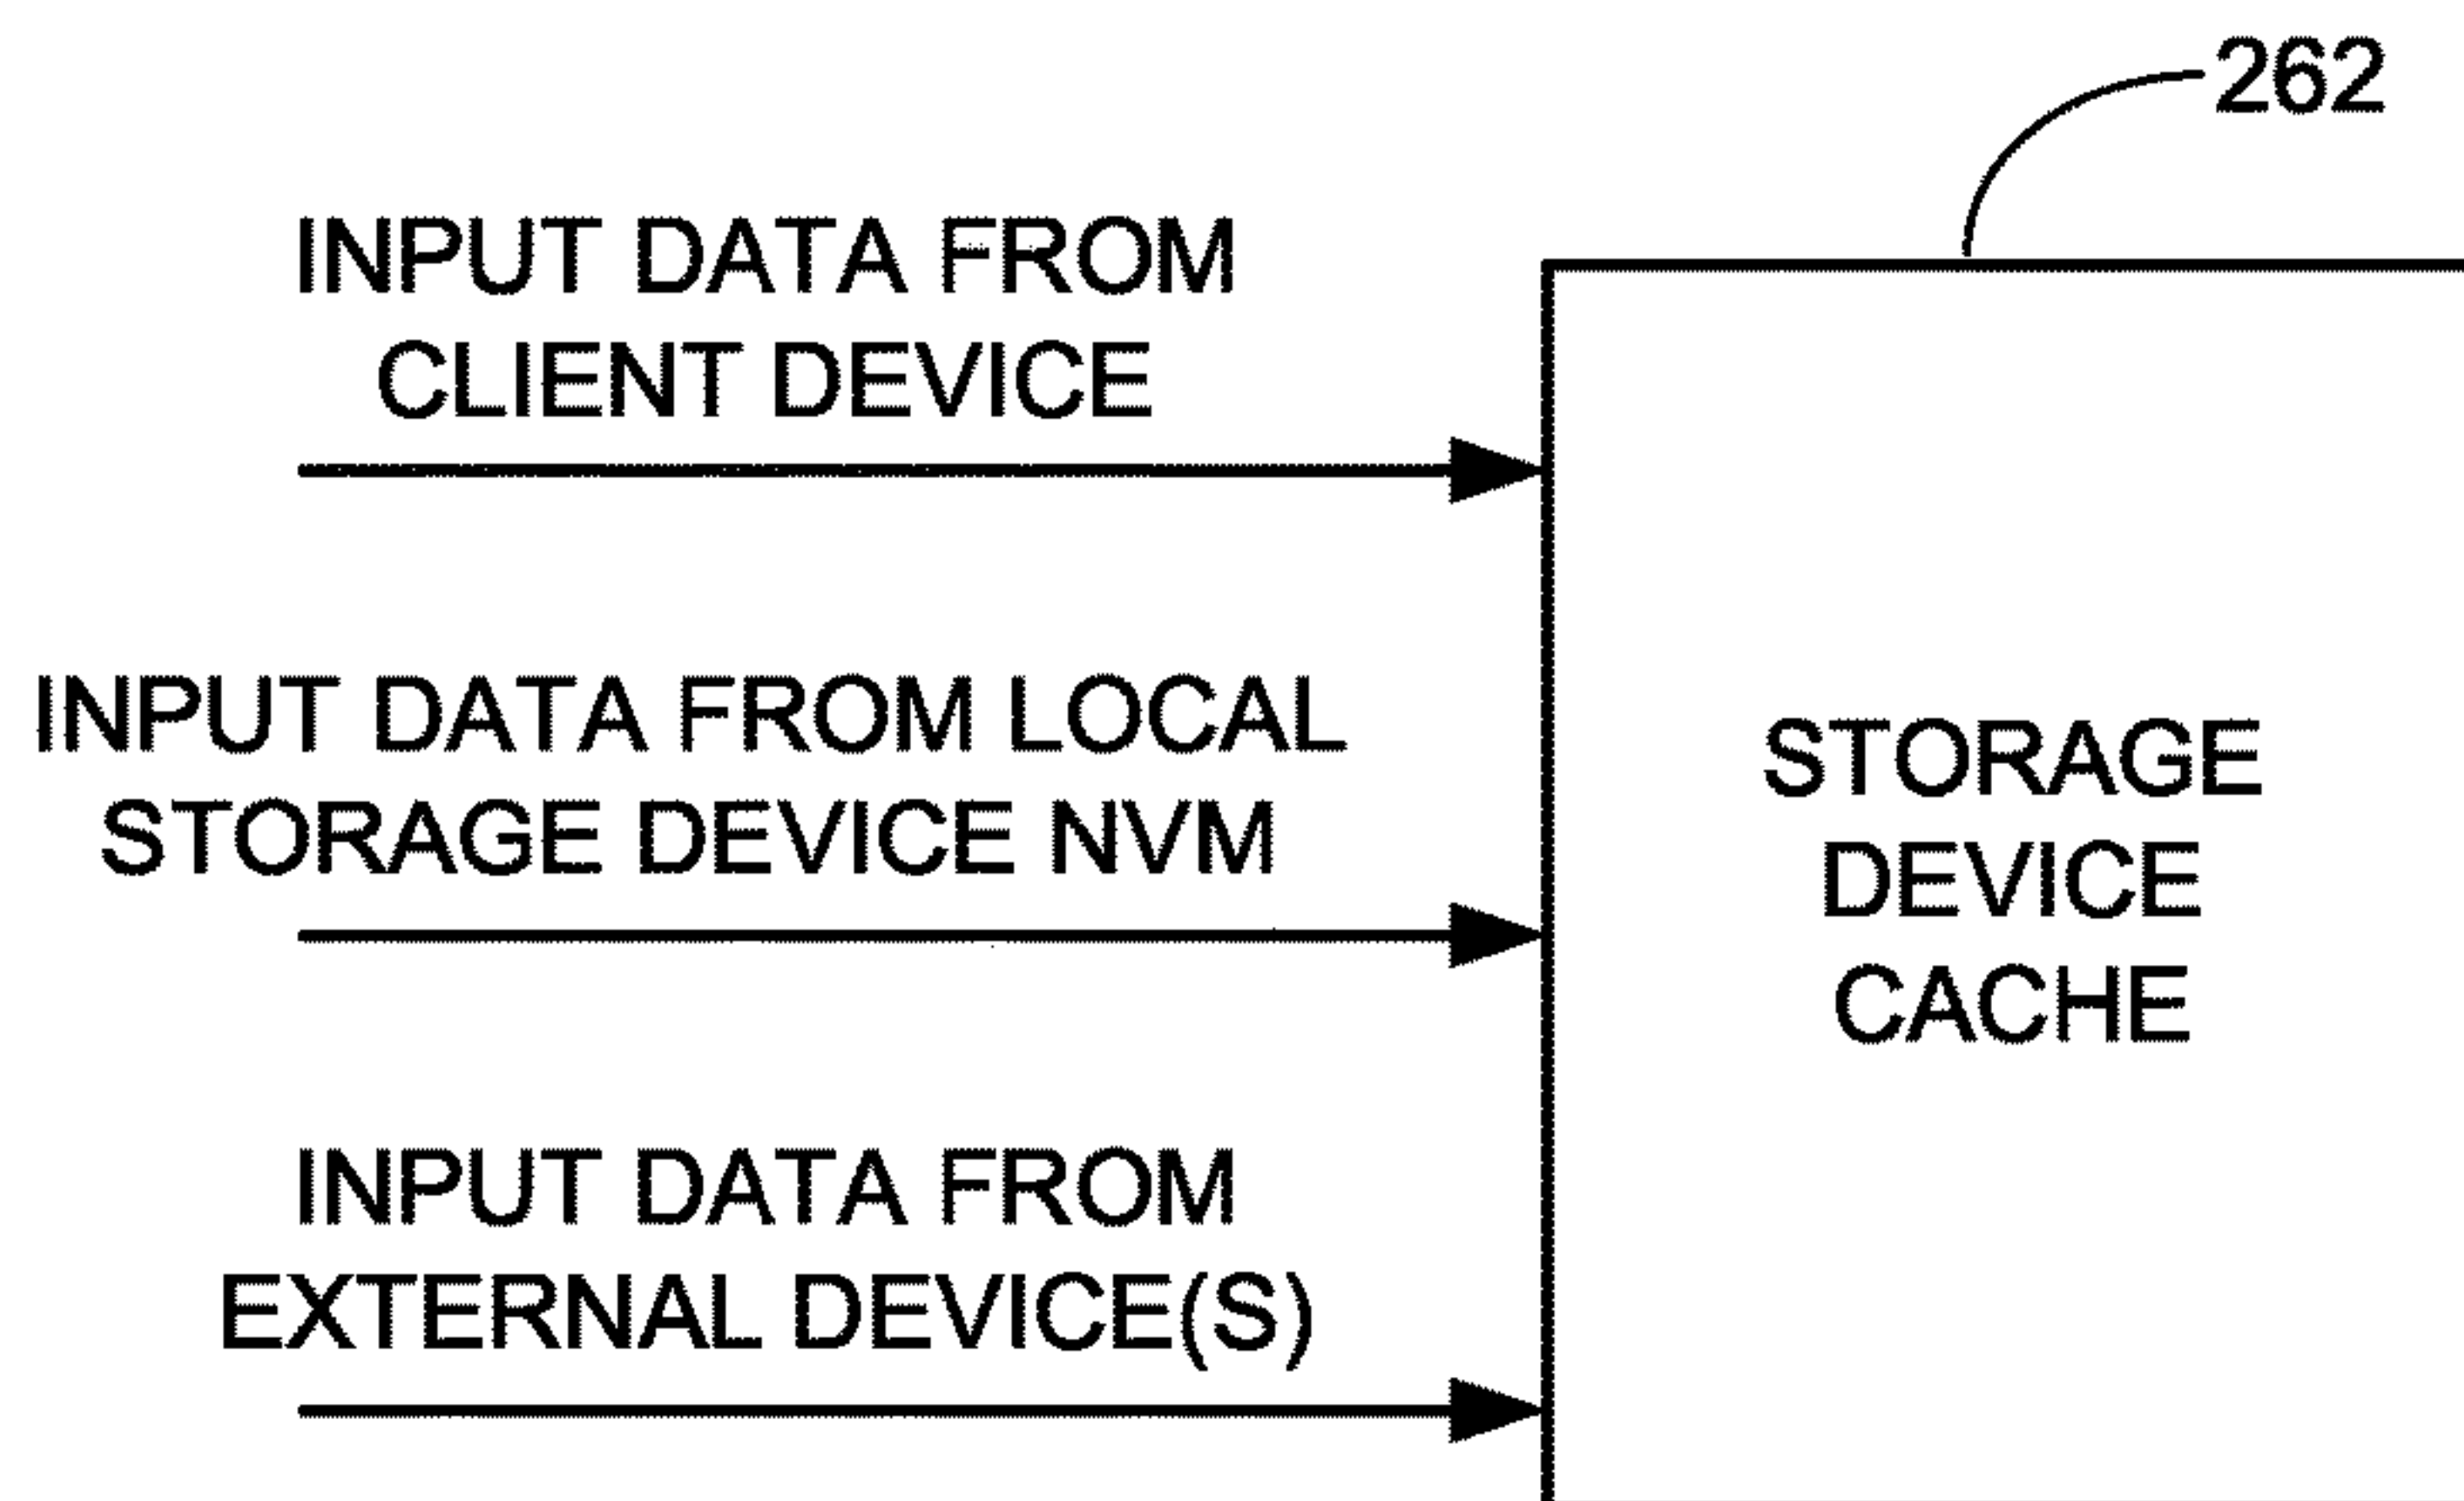 262
INPUT DATA FROM
CLIENT DEVICE
INPUT DATA FROM LOCAL
STORAGE DEVICE NVM
INPUT DATA FROM
EXTERNAL DEVICE(S)
STORAGE
DEVICE
CACHE